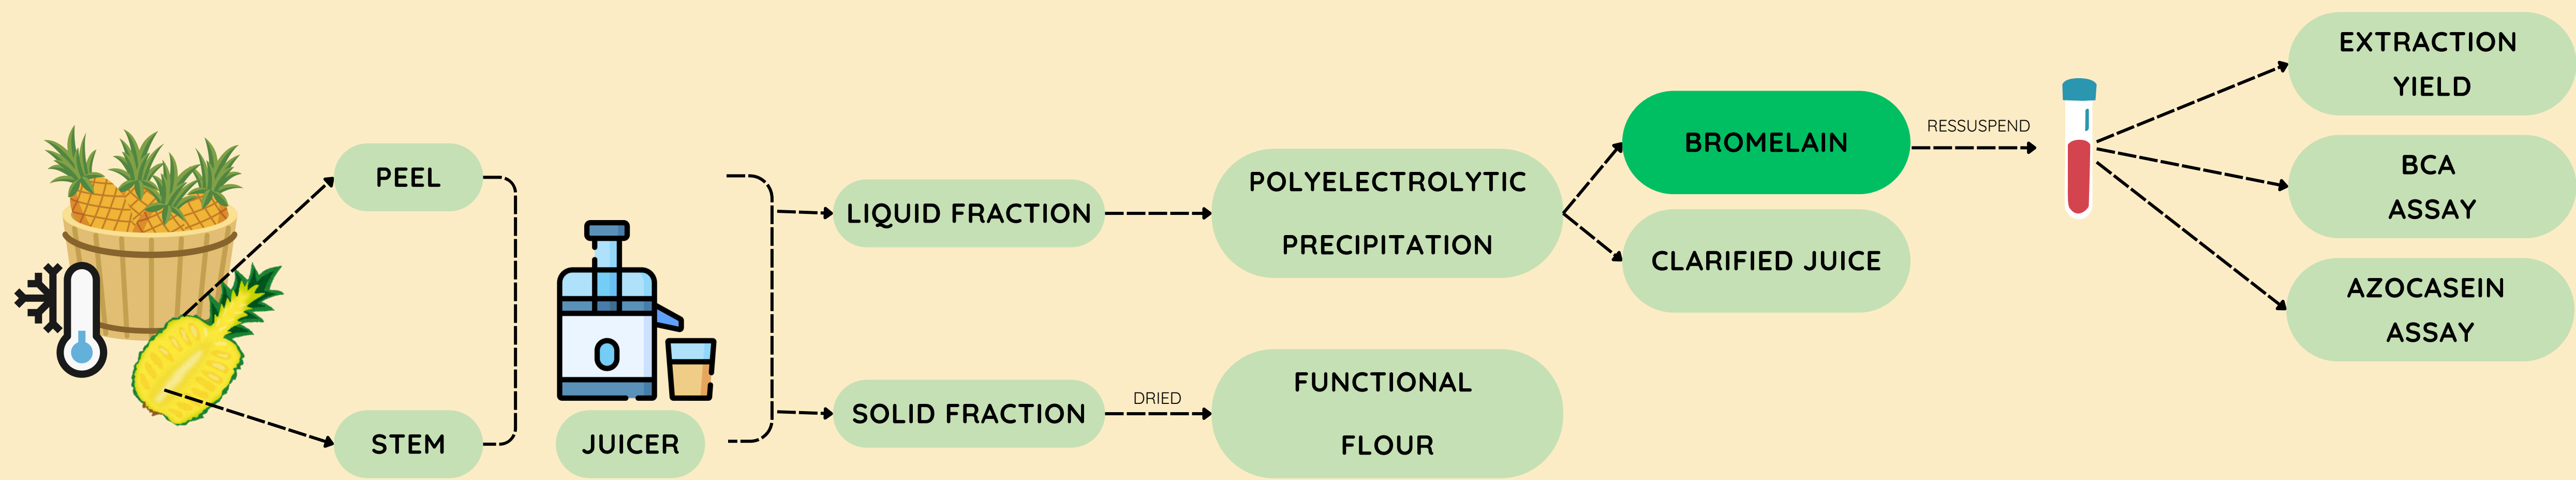 PEEL
STEM
JUICER
LIQUID FRACTION
SOLID FRACTION
DRIED
POLYELECTROLYTIC
PRECIPITATION
FUNCTIONAL
FLOUR
BROMELAIN
CLARIFIED JUICE
RESSUSPEND
EXTRACTION
YIELD
BCA
ASSAY
AZOCASEIN
ASSAY